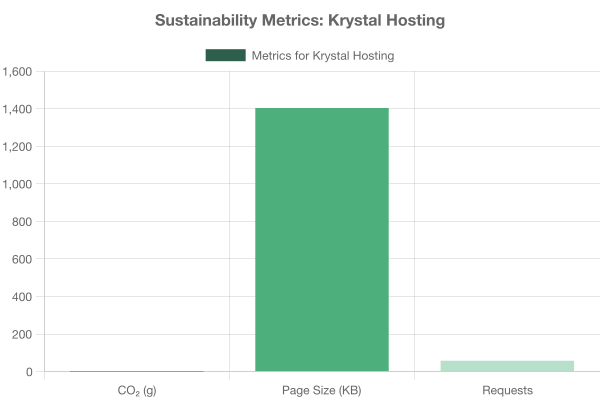 Sustainability Metrics: Krystal Hosting
Metrics for Krystal Hosting
1,600
1,400
1,200
1,000
800
600
400
200
0
CO₂ (g)
Page Size (KB)
Requests